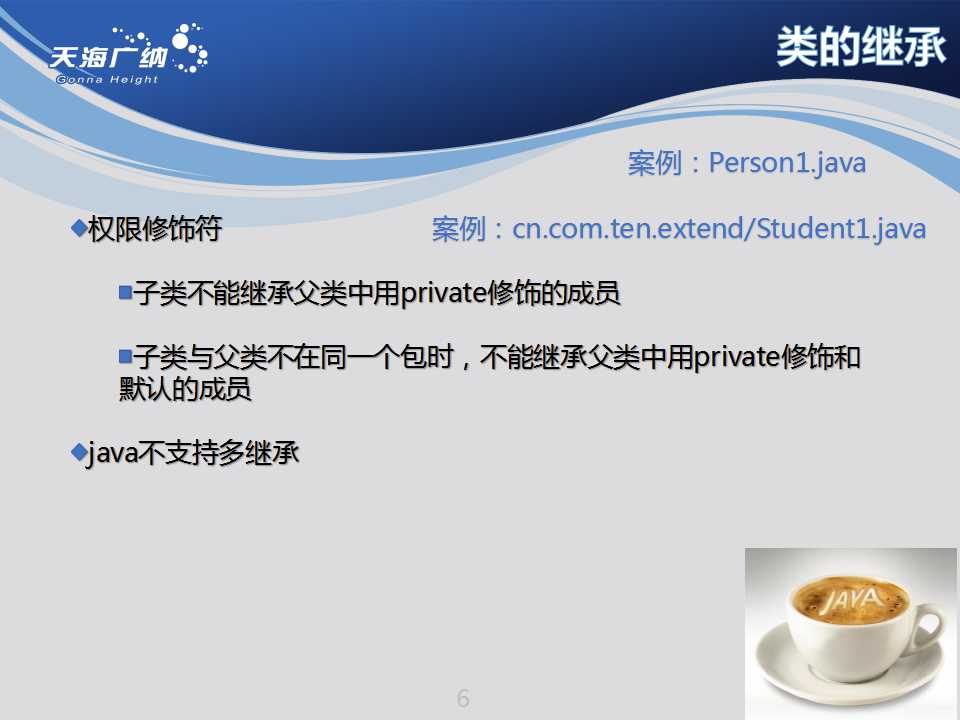 天海广纳
Gonna Height
类的继承
案例：Person1.java
权限修饰符
案例：cn.com.ten.extend/Student1.java
子类不能继承父类中用private修饰的成员
子类与父类不在同一个包时，不能继承父类中用private修饰和
默认的成员
java不支持多继承
JAVA
6